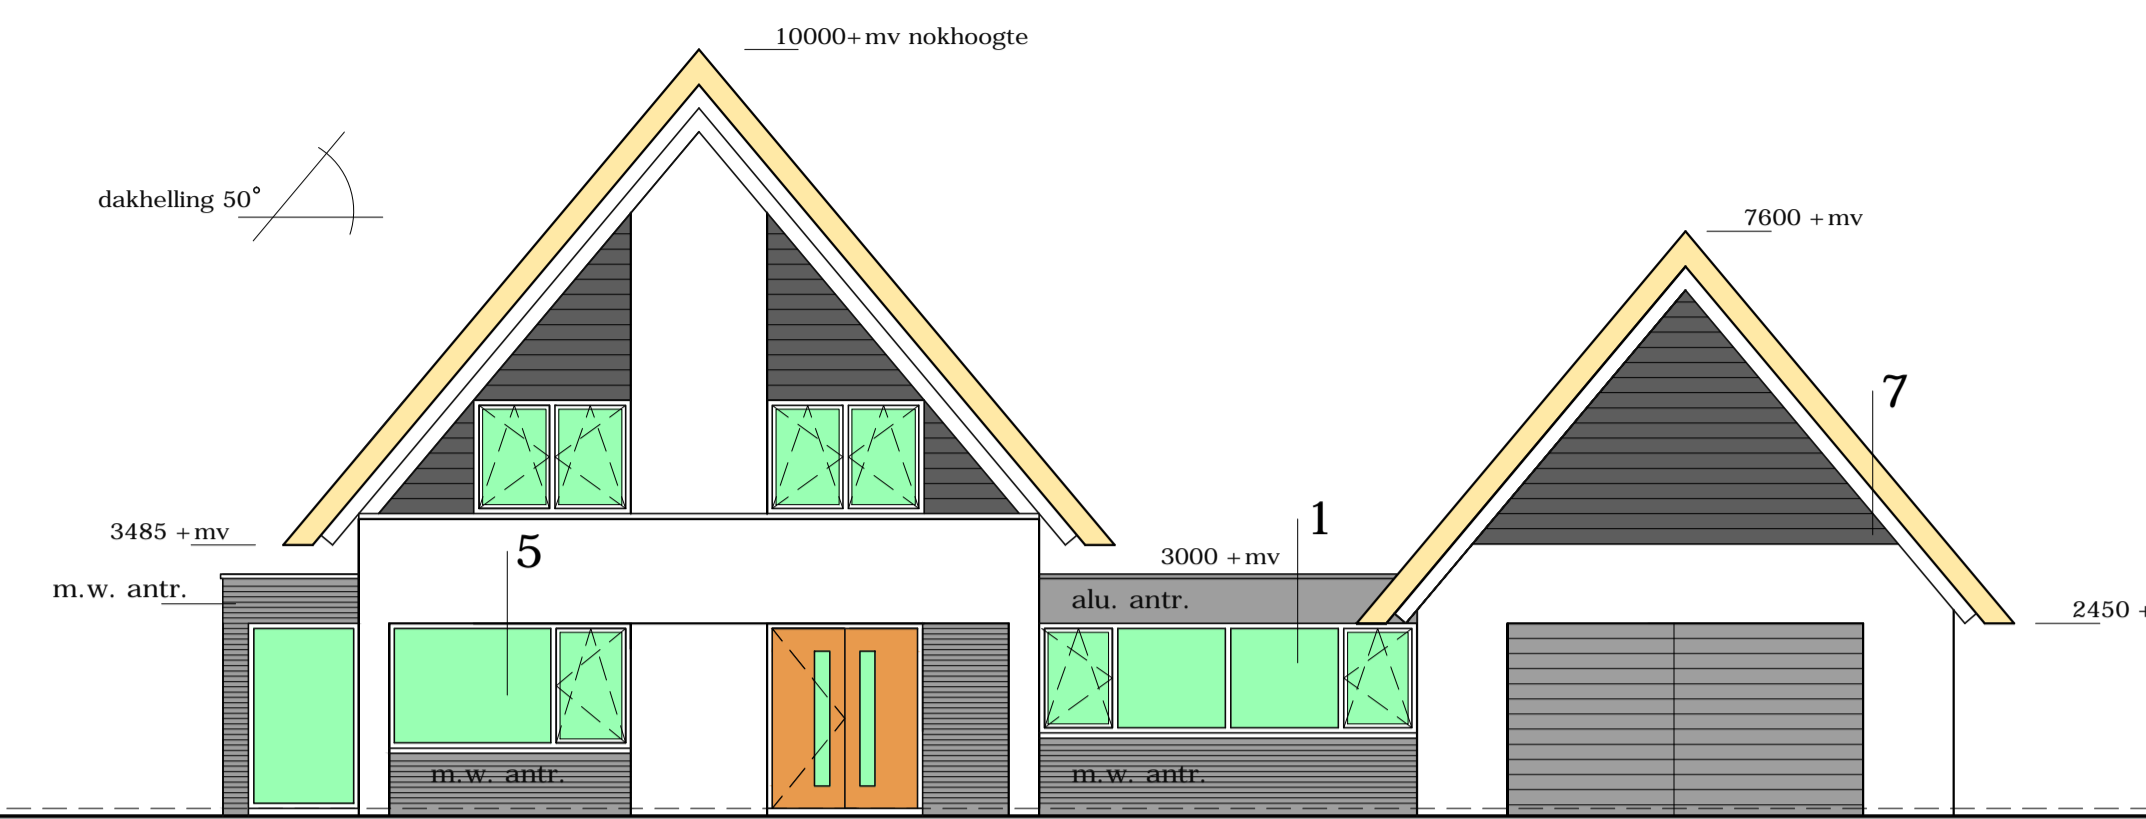 10000+mv nokhoogte
dakhelling 50°
7600 +mv
7
1
3485 +mv
5
3000 +mv
m.w. antr.
alu. antr.
2450 +
m.w. antr.
m.w. antr.